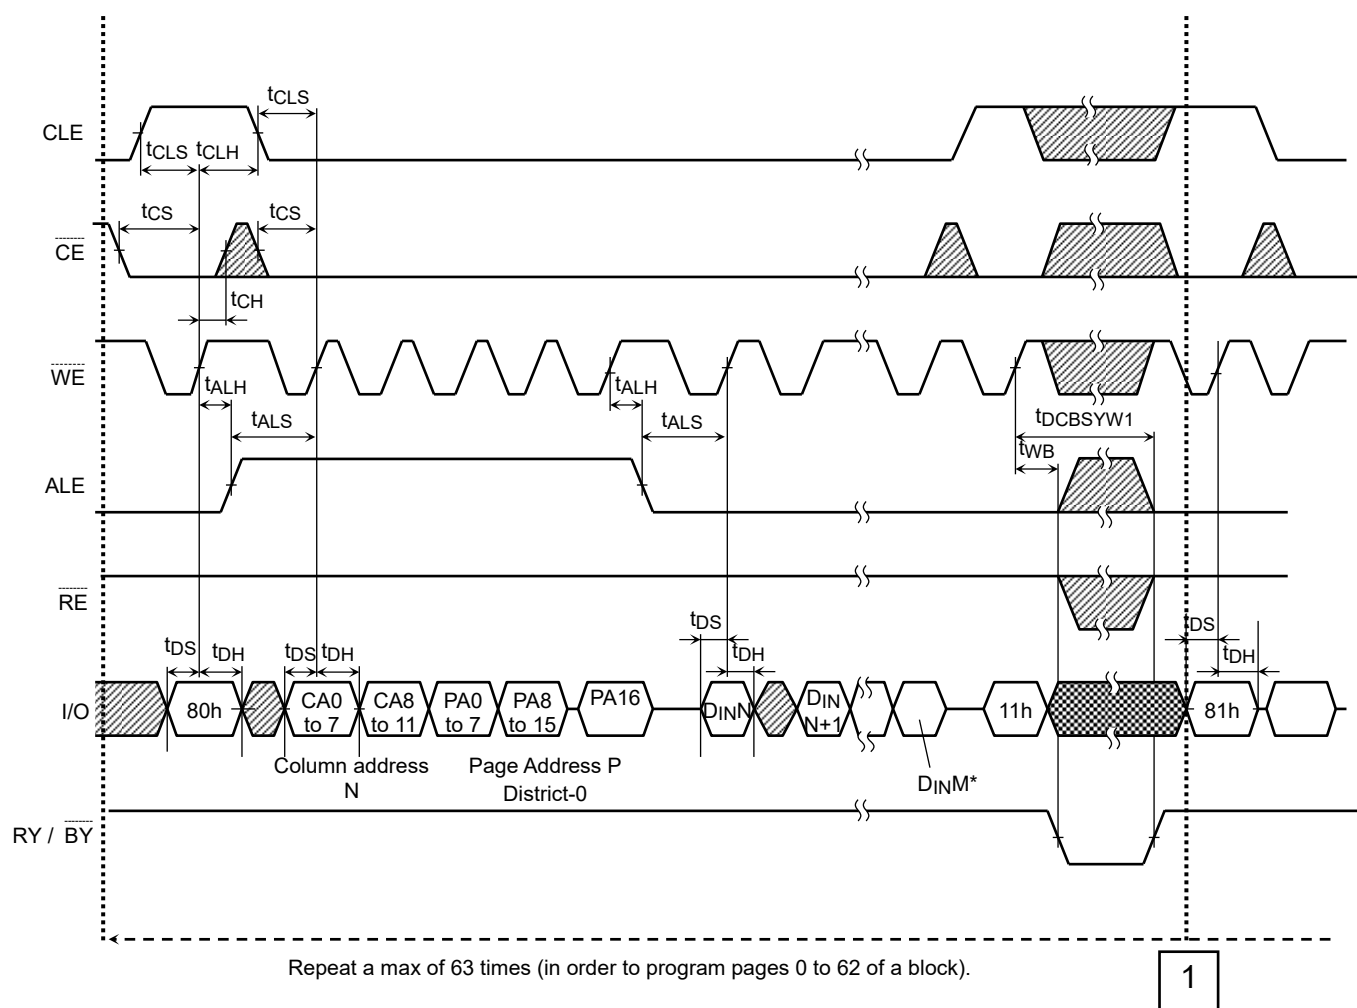 tCLS
CLE
tCLS tCLH
tCS tCS
CE
tCH
WE
tALH tALH
tALS tALS tDCBSYW1
tWB
ALE
RE
tDS tDH tDS tDH tDS tDH tDS tDH
I/O 80h CA0 to 7 CA8 to 11 PA0 to 7 PA8 to 15 PA16 DINN DIN N+1 11h 81h
Column address Page Address P DINM*
N District-0
RY / BY
Repeat a max of 63 times (in order to program pages 0 to 62 of a block).
1